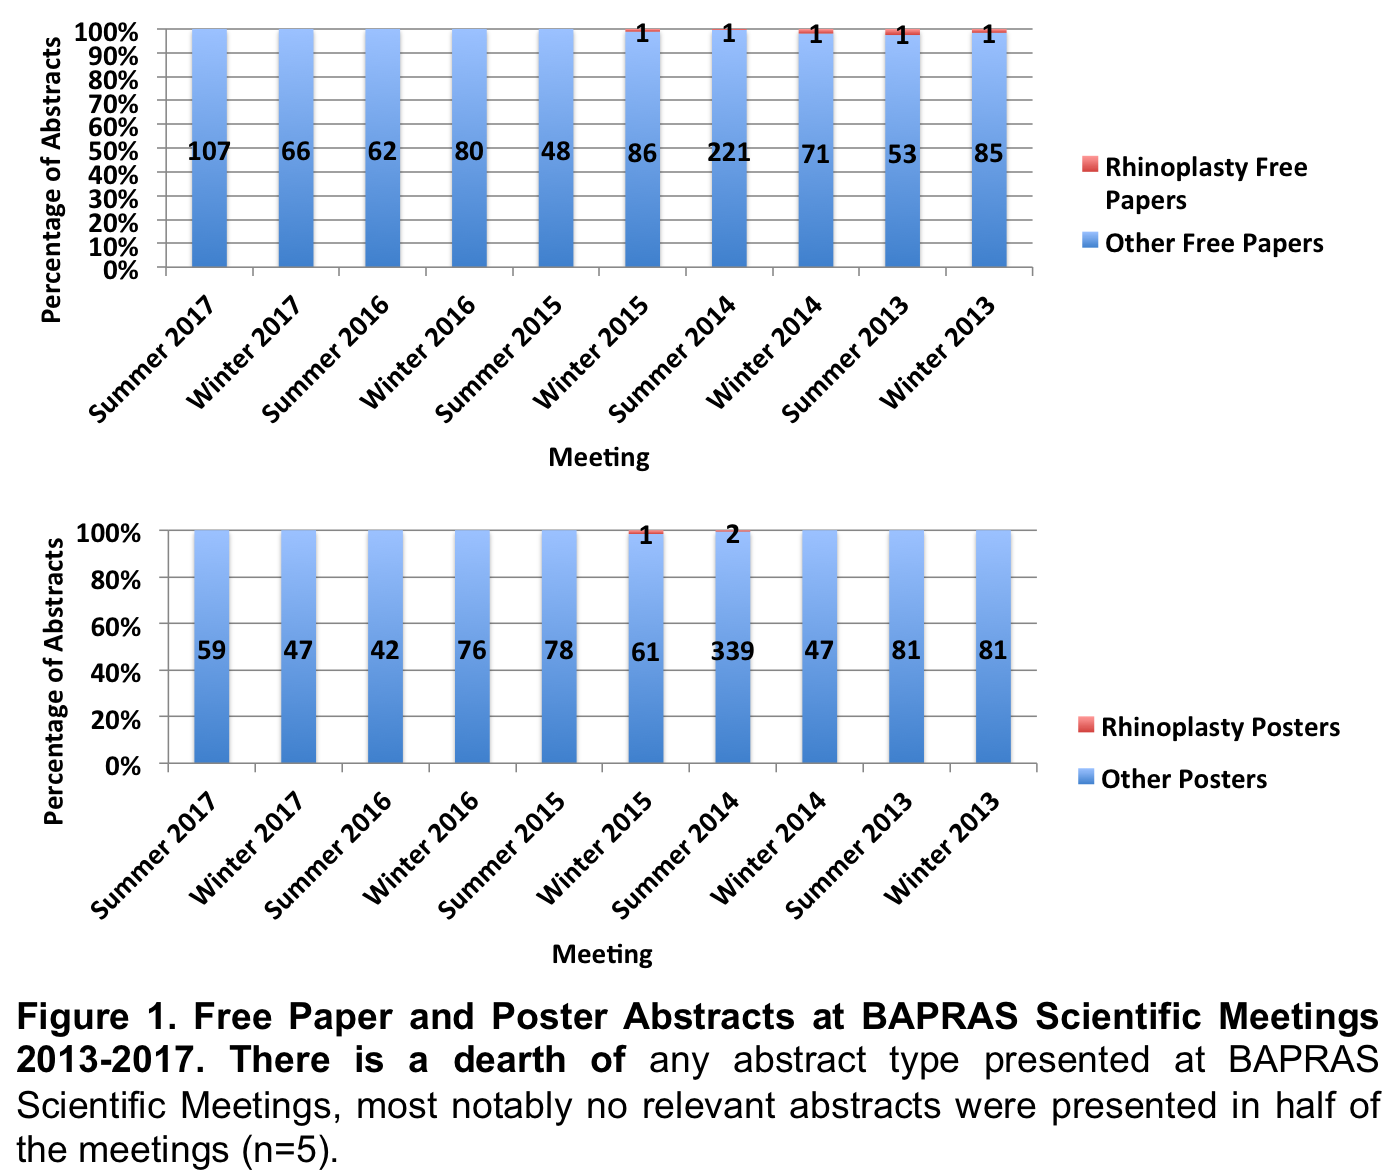 100%
90%
80%
70%
60%
50%
40%
30%
20%
10%
0%
Percentage of Abstracts
1 1 1 1 1
107 66 62 80 48 86 221 71 53 85
Summer 2017
Winter 2017
Summer 2016
Winter 2016
Summer 2015
Winter 2015
Summer 2014
Winter 2014
Summer 2013
Winter 2013
Meeting
Rhinoplasty Free
Papers
Other Free Papers
100%
80%
60%
40%
20%
0%
Percentage of Abstracts
1 2
59 47 42 76 78 61 339 47 81 81
Summer 2017
Winter 2017
Summer 2016
Winter 2016
Summer 2015
Winter 2015
Summer 2014
Winter 2014
Summer 2013
Winter 2013
Meeting
Rhinoplasty Posters
Other Posters
Figure 1. Free Paper and Poster Abstracts at BAPRAS Scientific Meetings
2013-2017. There is a dearth of any abstract type presented at BAPRAS
Scientific Meetings, most notably no relevant abstracts were presented in half of
the meetings (n=5).